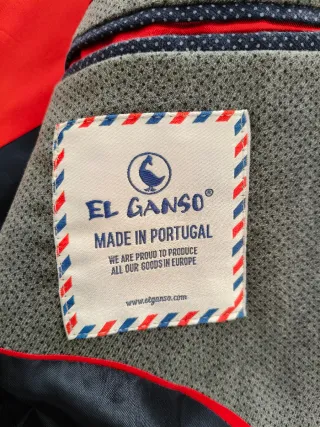 EL GANSO®
MADE IN PORTUGAL
WE ARE PROUD TO PRODUCE
ALL OUR GOODS IN EUROPE
www.elganso.com